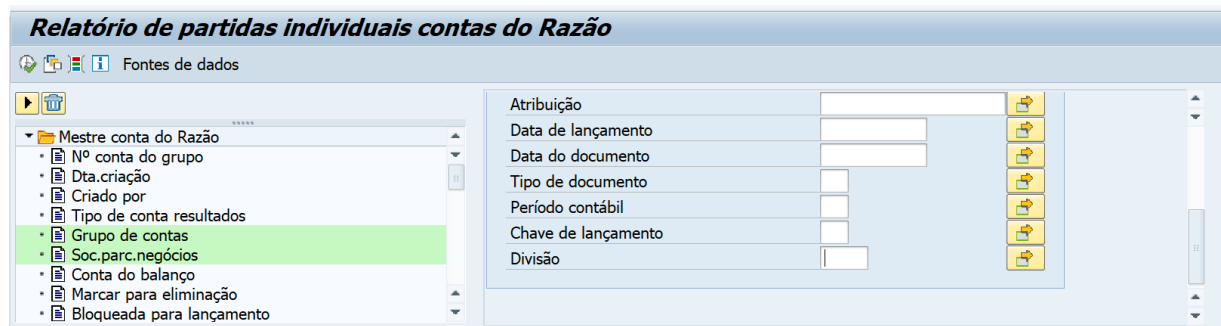 Relatório de partidas individuais contas do Razão
Fontes de dados
Mestre conta do Razão
Nº conta do grupo
Dta.criação
Criado por
Tipo de conta resultados
Grupo de contas
Soc.parc.negócios
Conta do balanço
Marcar para eliminação
Bloqueada para lançamento
Atribuição
Data de lançamento
Data do documento
Tipo de documento
Período contábil
Chave de lançamento
Divisão